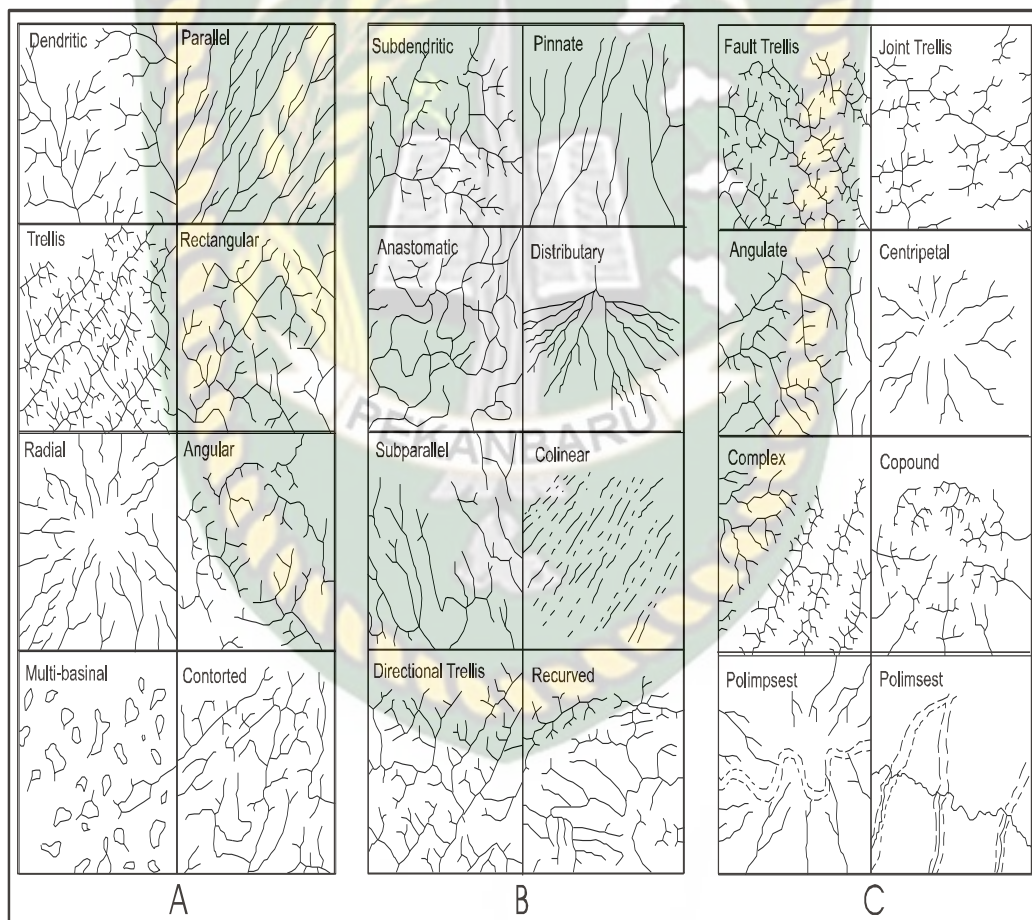 Dendritic
Parallel
Trellis
Rectangular
Radial
Angular
Multi-basinal
Contorted
A
Subdendritic
Pinnate
Anastomatic
Distributary
Subparallel
Colinear
Directional Trellis
Recurved
B
Fault Trellis
Joint Trellis
Angulate
Centripetal
Complex
Copound
Polimpsest
Polimsest
C
PEKANBARU